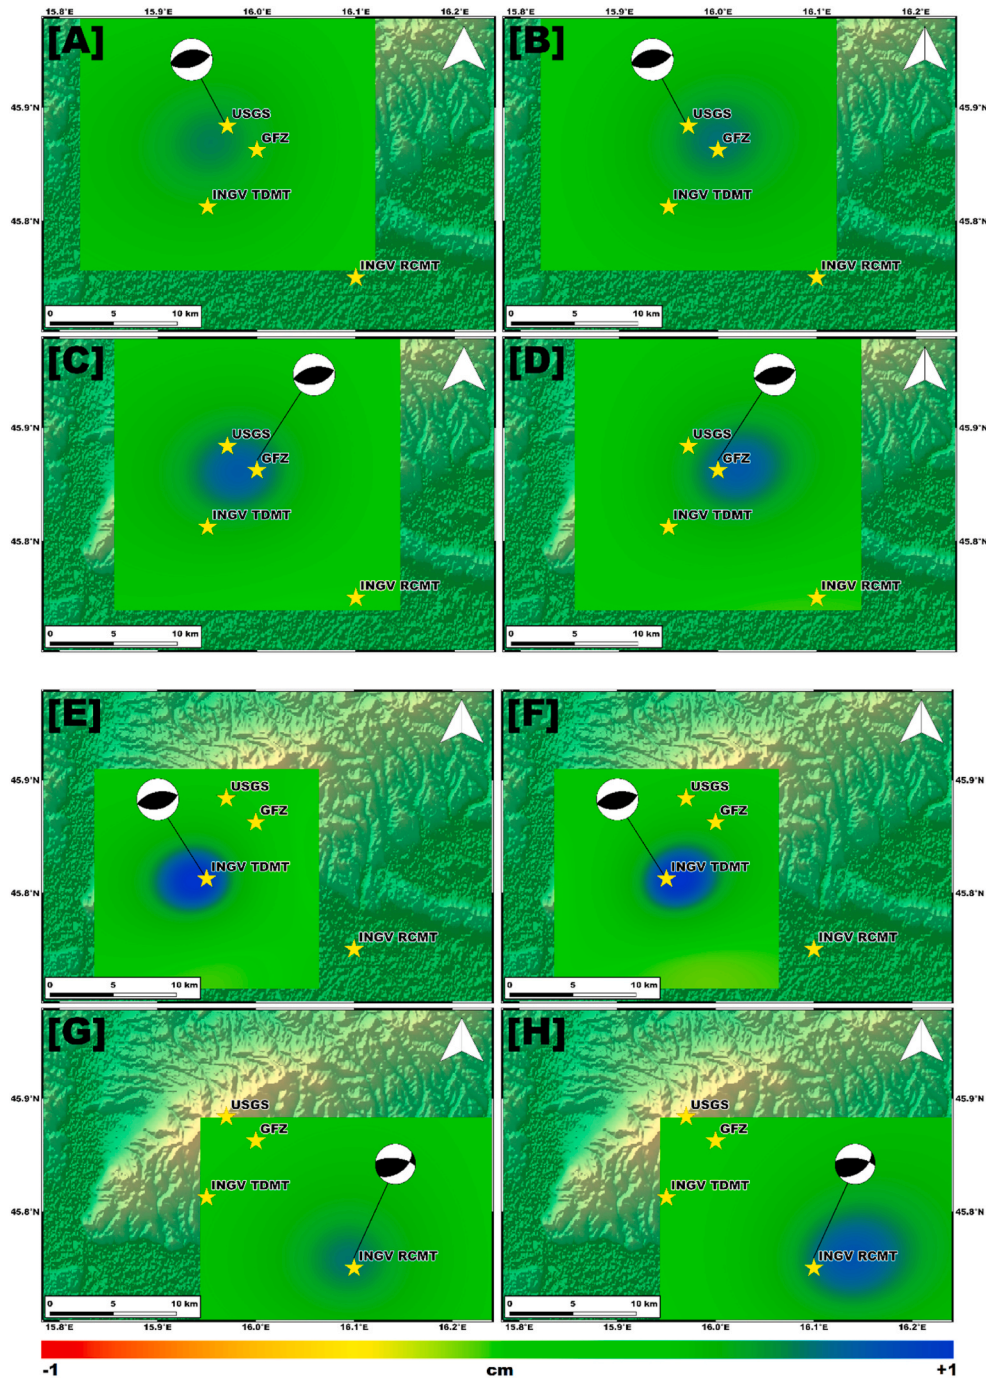 15.8°E 15.9°E 16.0°E 16.1°E 16.2°E 15.8°E 15.9°E 16.0°E 16.1°E 16.2°E
[A] [B]
45.9°N USGS USGS 45.9°N
GFZ GFZ
INGV TDMT INGV TDMT
45.8°N 45.8°N
INGV RCMT INGV RCMT
0 5 10 km 0 5 10 km
[C] [D]
45.9°N USGS USGS 45.9°N
GFZ GFZ
INGV TDMT INGV TDMT
45.8°N 45.8°N
INGV RCMT INGV RCMT
0 5 10 km 0 5 10 km
[E] [F]
45.9°N USGS USGS 45.9°N
GFZ GFZ
INGV TDMT INGV TDMT
45.8°N 45.8°N
INGV RCMT INGV RCMT
0 5 10 km 0 5 10 km
[G] [H]
45.9°N USGS USGS 45.9°N
GFZ GFZ
INGV TDMT INGV TDMT
45.8°N 45.8°N
INGV RCMT INGV RCMT
0 5 10 km 0 5 10 km
15.8°E 15.9°E 16.0°E 16.1°E 16.2°E 15.8°E 15.9°E 16.0°E 16.1°E 16.2°E
-1 cm +1